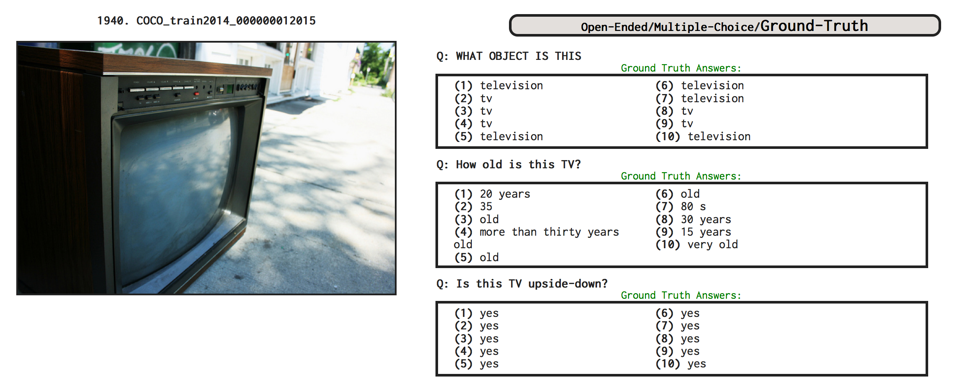 1940. COCO_train2014_000000012015
Open-Ended/Multiple-Choice/Ground-Truth
Q: WHAT OBJECT IS THIS
Ground Truth Answers:
(1) television
(2) tv
(3) tv
(4) tv
(5) television
(6) television
(7) television
(8) tv
(9) tv
(10) television
Q: How old is this TV?
Ground Truth Answers:
(1) 20 years
(2) 35
(3) old
(4) more than thirty years
old
(5) old
(6) old
(7) 80 s
(8) 30 years
(9) 15 years
(10) very old
Q: Is this TV upside-down?
Ground Truth Answers:
(1) yes
(2) yes
(3) yes
(4) yes
(5) yes
(6) yes
(7) yes
(8) yes
(9) yes
(10) yes